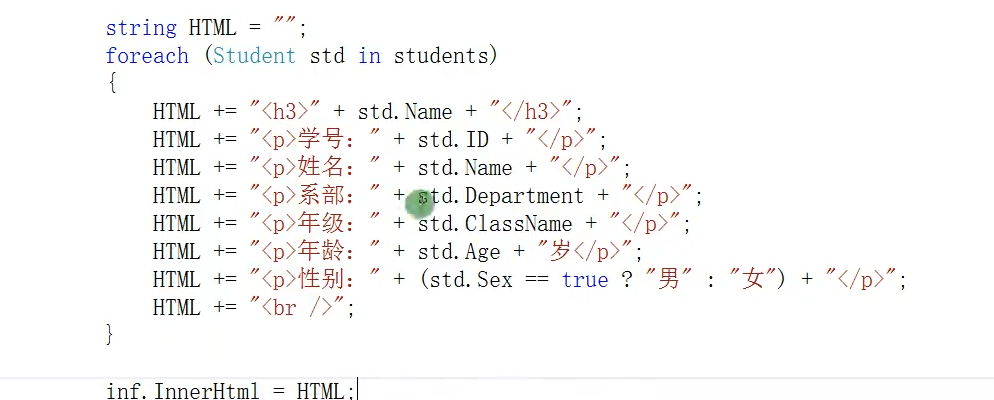 string HTML = "";
foreach (Student std in students)
{
HTML += "<h3>" + std.Name + "</h3>";
HTML += "<p>学号：" + std.ID + "</p>";
HTML += "<p>姓名：" + std.Name + "</p>";
HTML += "<p>系部：" + std.Department + "</p>";
HTML += "<p>年级：" + std.ClassName + "</p>";
HTML += "<p>年龄：" + std.Age + "岁</p>";
HTML += "<p>性别：" + (std.Sex == true ? "男" : "女") + "</p>";
HTML += "<br />";
}
inf.InnerHtml = HTML;